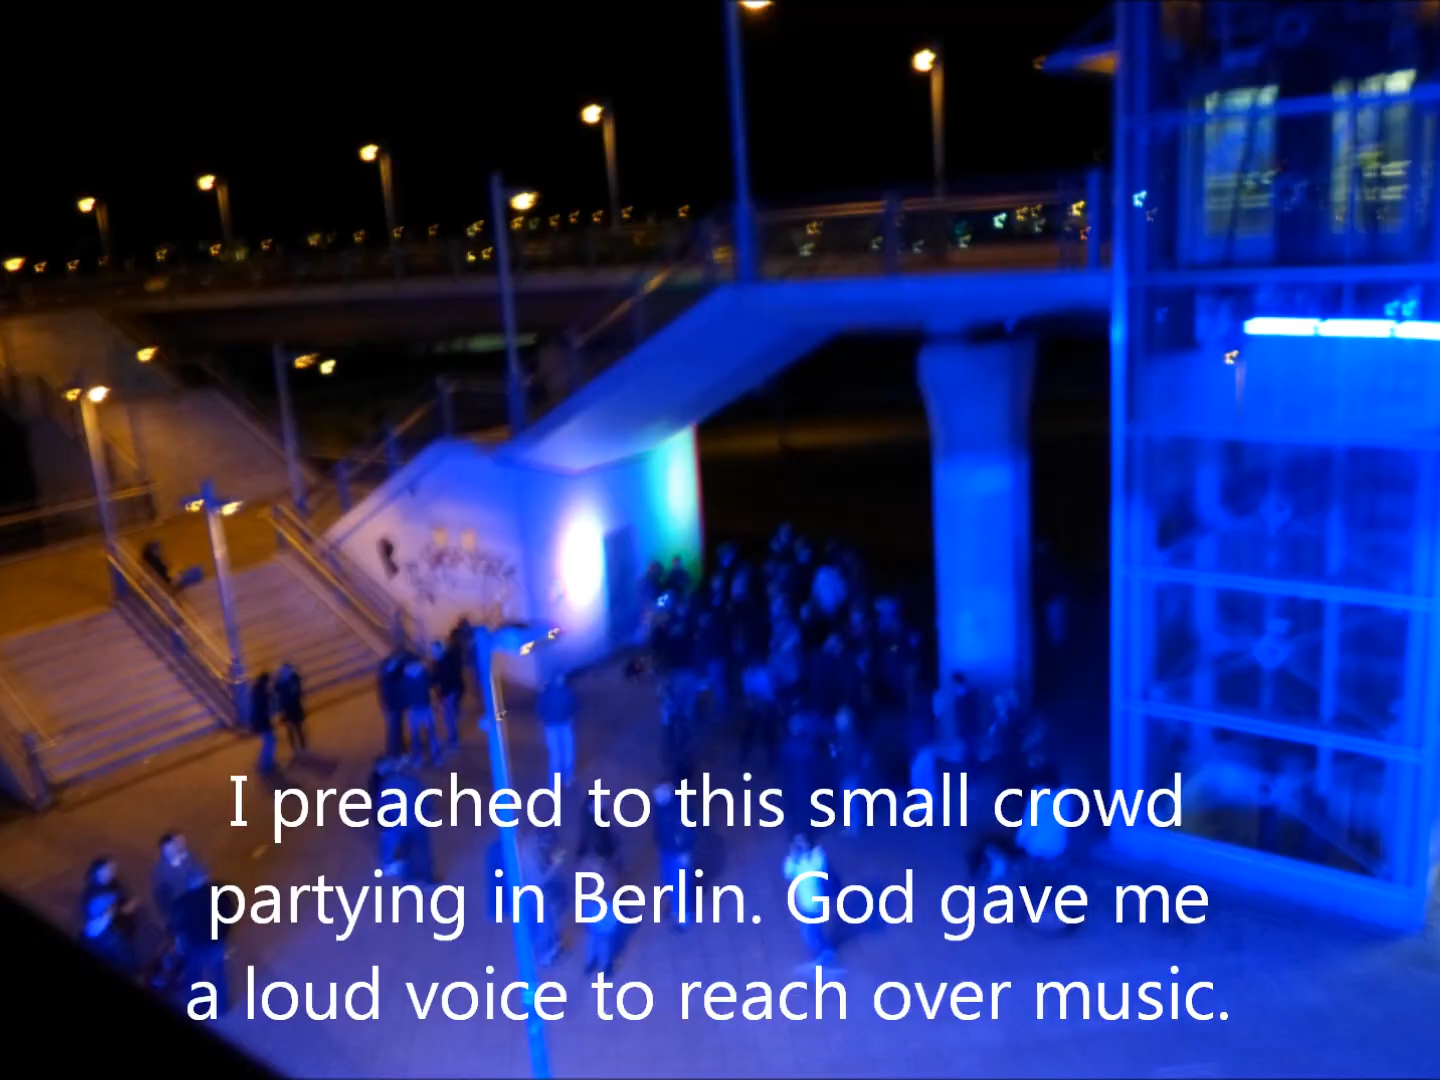 I preached to this small crowd
partying in Berlin. God gave me
a loud voice to reach over music.